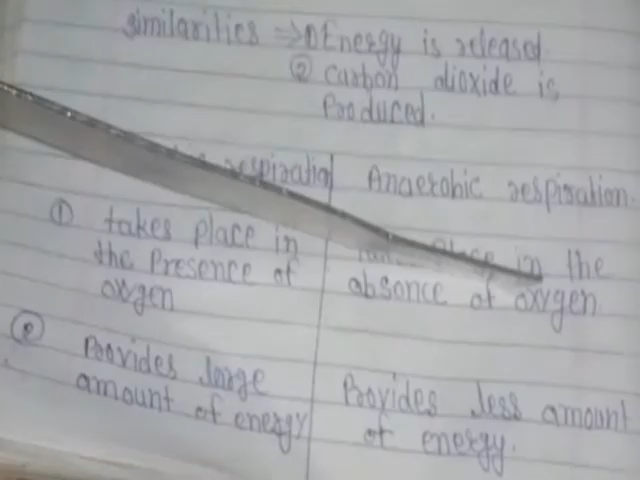 similarities ⇒ ① Energy is released.
② carbon dioxide is
Produced.
respiration Anaerobic respiration.
① takes place in place in the
the Presence of absonce of oxygen
oxygen
② Provides large Provides less amount
amount of energy of energy.